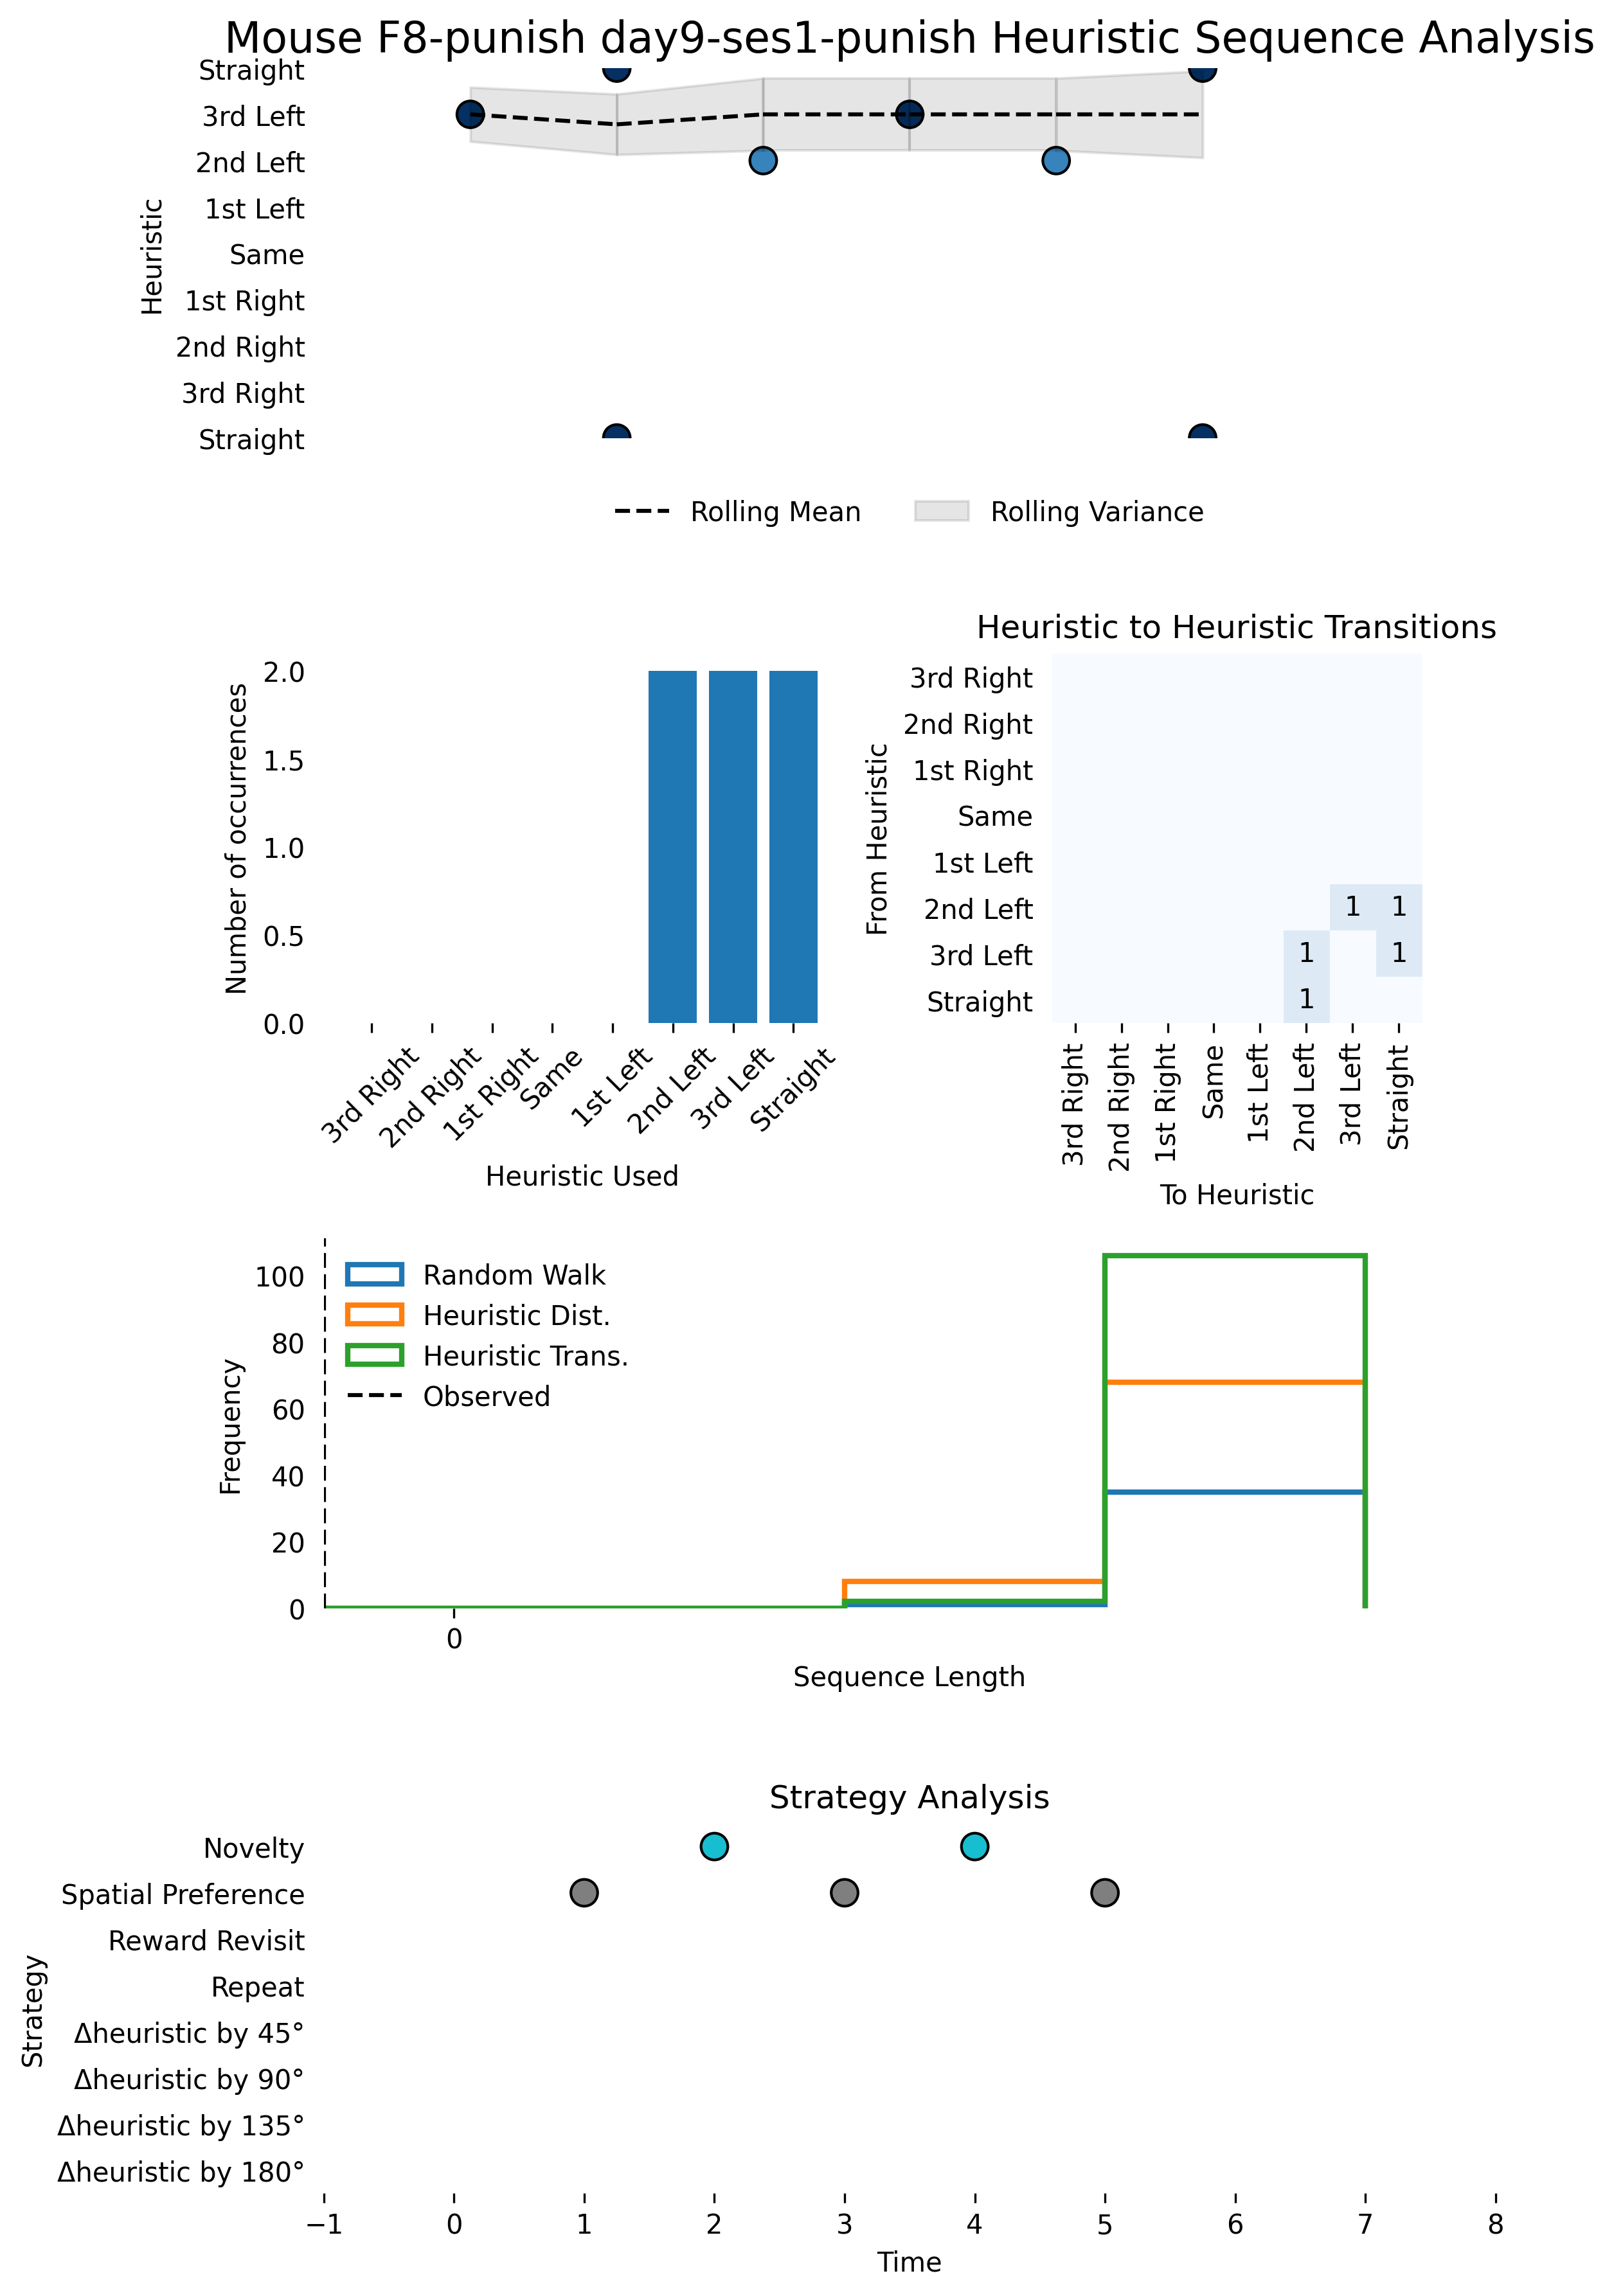 Mouse F8-punish day9-ses1-punish Heuristic Sequence Analysis
Straight
3rd Left
2nd Left
1st Left
Same
1st Right
2nd Right
3rd Right
Straight
Heuristic
Rolling Mean
Rolling Variance
2.0
1.5
1.0
0.5
0.0
Number of occurrences
3rd Right
2nd Right
1st Right
Same
1st Left
2nd Left
3rd Left
Straight
Heuristic Used
Heuristic to Heuristic Transitions
From Heuristic
3rd Right
2nd Right
1st Right
Same
1st Left
2nd Left
3rd Left
Straight
1 1
1 1
1
3rd Right
2nd Right
1st Right
Same
1st Left
2nd Left
3rd Left
Straight
To Heuristic
Random Walk
Heuristic Dist.
Heuristic Trans.
Observed
100
80
60
40
20
0
Frequency
0
Sequence Length
Strategy Analysis
Novelty
Spatial Preference
Reward Revisit
Repeat
Δheuristic by 45°
Δheuristic by 90°
Δheuristic by 135°
Δheuristic by 180°
Strategy
−1 0 1 2 3 4 5 6 7 8
Time